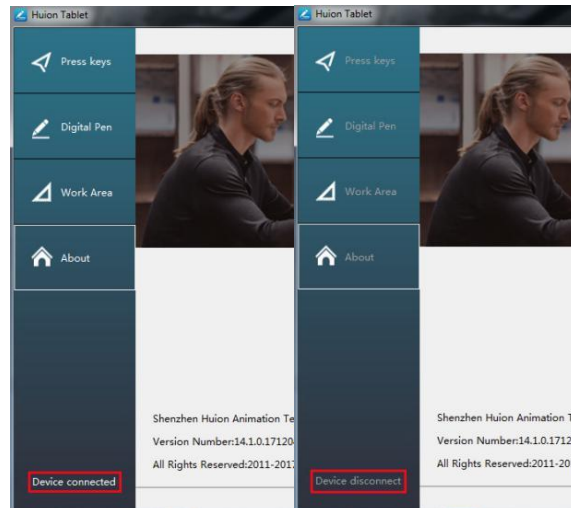 Huion Tablet
Press keys
Digital Pen
Work Area
About
Shenzhen Huion Animation
Version Number:14.1.0.17120
All Rights Reserved:2011-2017
Device connected
Huion Tablet
Press keys
Digital Pen
Work Area
About
Shenzhen Huion Animation
Version Number:14.1.0.1712
All Rights Reserved:2011-20
Device disconnect